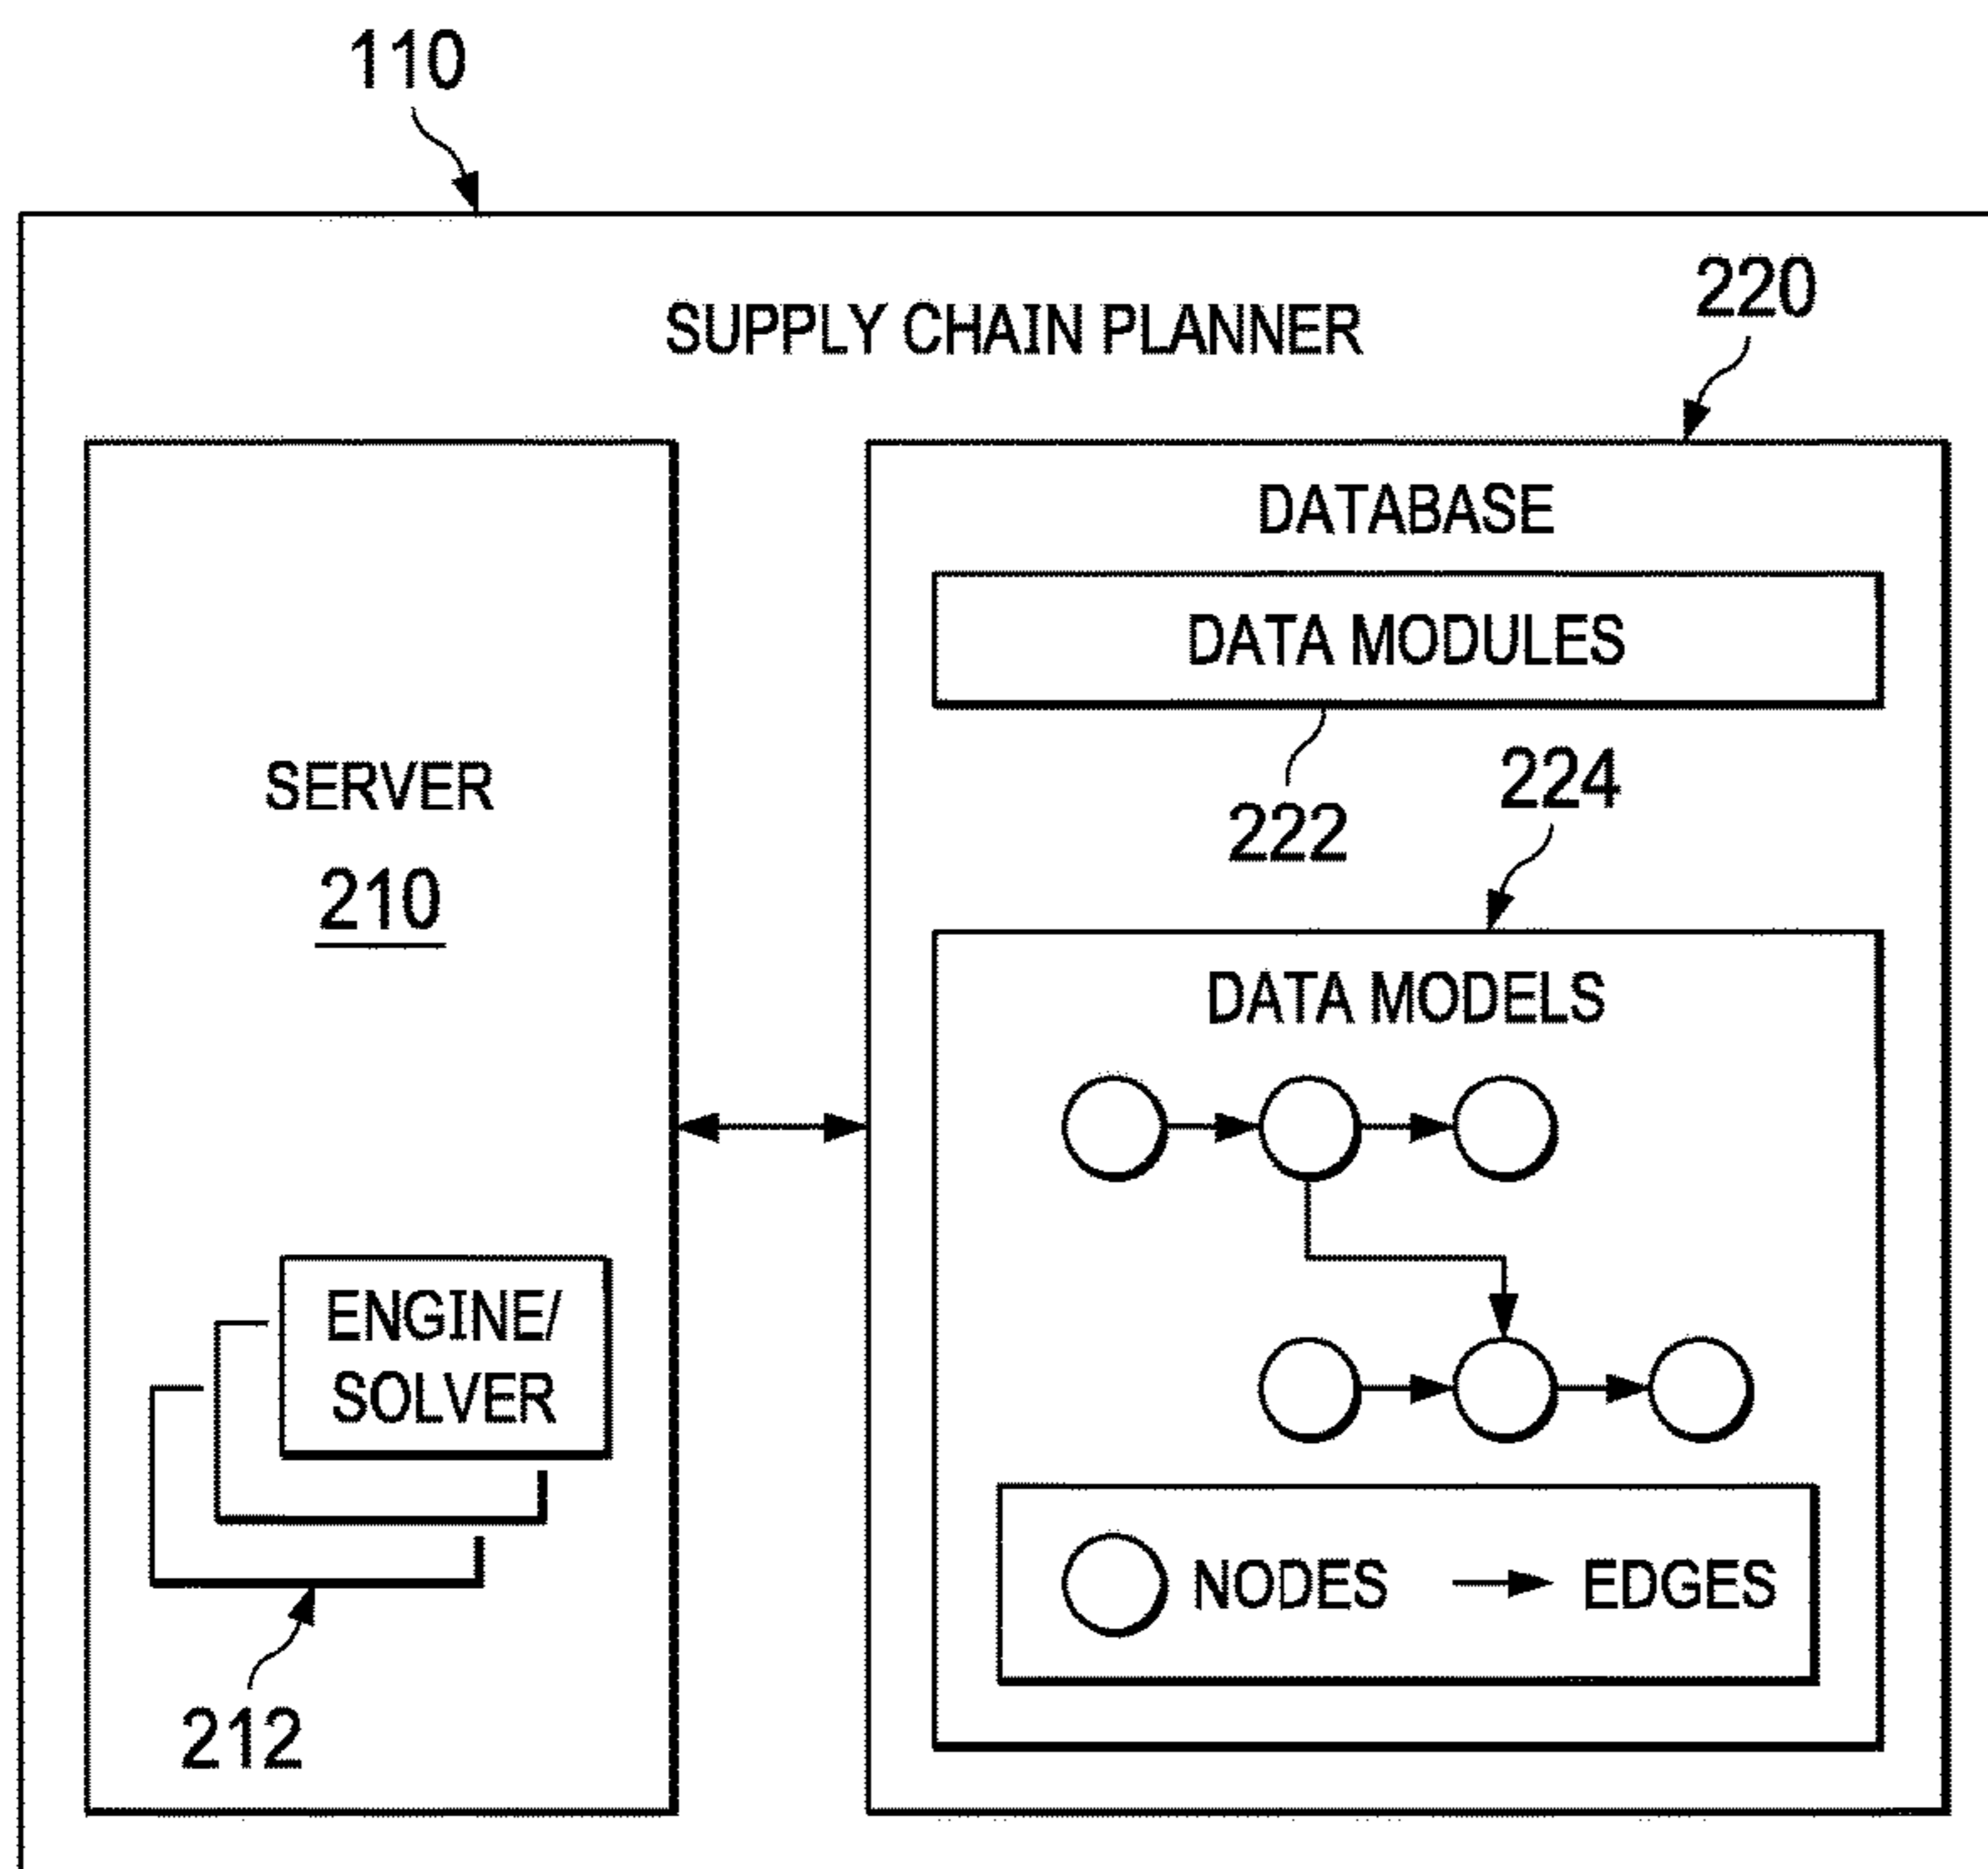 110
SUPPLY CHAIN PLANNER
220
SERVER
210
ENGINE/
SOLVER
212
DATABASE
DATA MODULES
222
224
DATA MODELS
NODES
EDGES